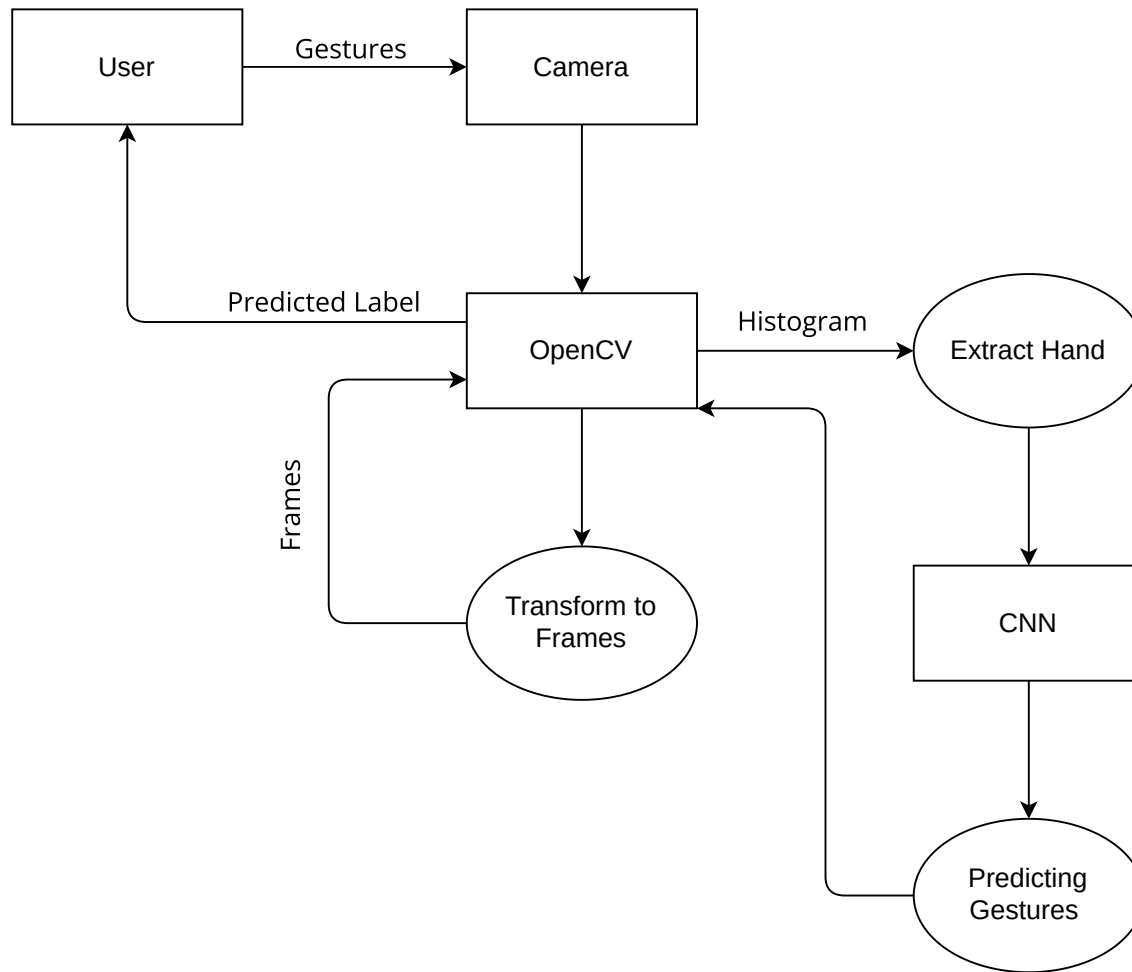 User
Gestures
Camera
Predicted Label
OpenCV
Histogram
Extract Hand
Frames
Transform to
Frames
CNN
Predicting
Gestures